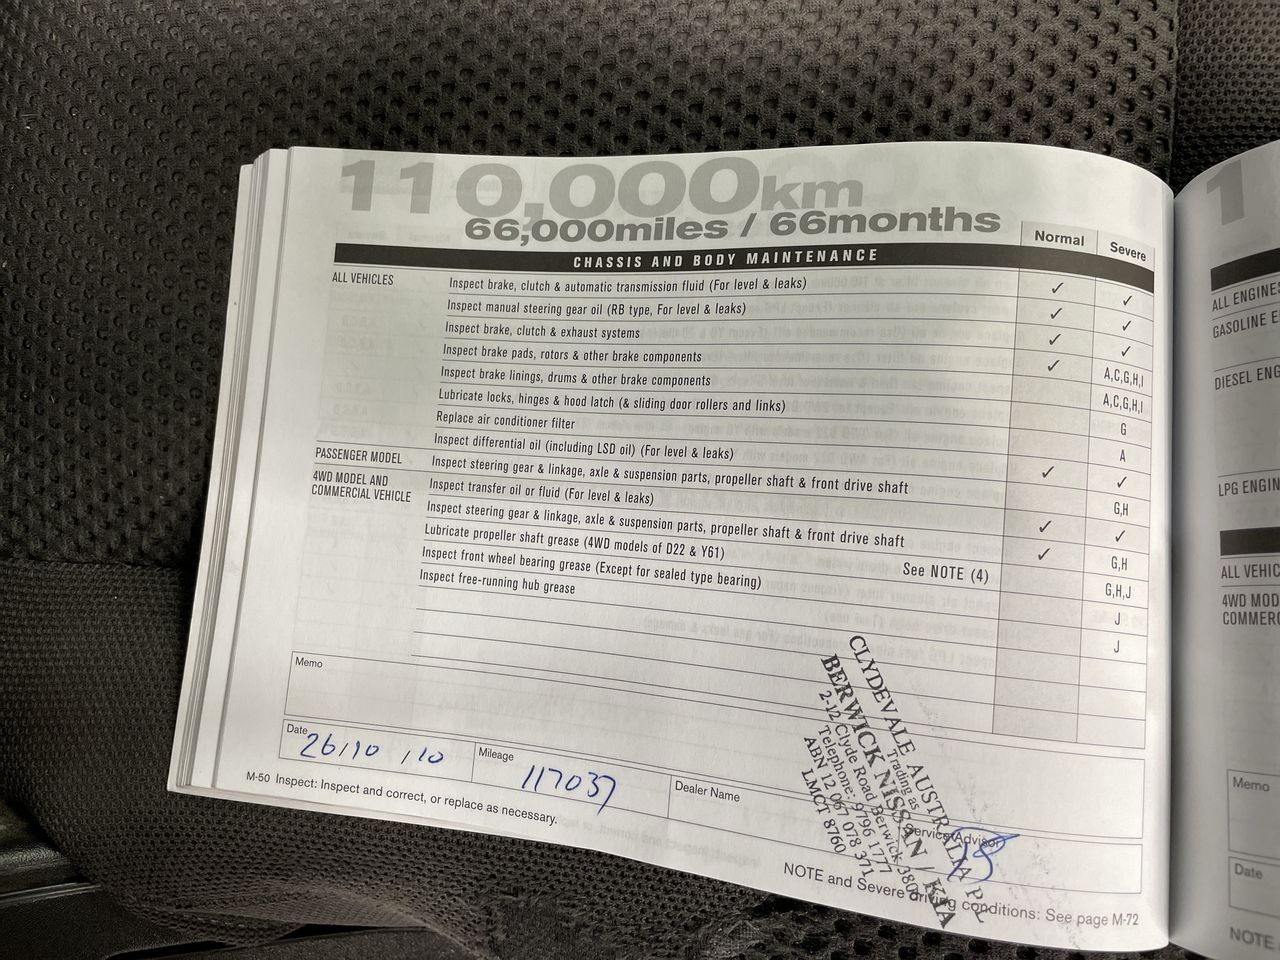 110,000km
66,000miles / 66months
Normal Severe
CHASSIS AND BODY MAINTENANCE
ALL VEHICLES Inspect brake, clutch & automatic transmission fluid (For level & leaks) ✓ ✓
Inspect manual steering gear oil (RB type, For level & leaks) ✓ ✓
Inspect brake, clutch & exhaust systems ✓ ✓
Inspect brake pads, rotors & other brake components ✓ A,C,G,H,I
Inspect brake linings, drums & other brake components A,C,G,H,I
Lubricate locks, hinges & hood latch (& sliding door rollers and links) G
Replace air conditioner filter A
Inspect differential oil (including LSD oil) (For level & leaks) ✓ ✓
PASSENGER MODEL Inspect steering gear & linkage, axle & suspension parts, propeller shaft & front drive shaft G,H
4WD MODEL AND Inspect transfer oil or fluid (For level & leaks) ✓ ✓
COMMERCIAL VEHICLE Inspect steering gear & linkage, axle & suspension parts, propeller shaft & front drive shaft ✓ G,H
Lubricate propeller shaft grease (4WD models of D22 & Y61) See NOTE (4) G,H,J
Inspect front wheel bearing grease (Except for sealed type bearing) J
Inspect free-running hub grease J
Memo
Date 26/10/10
Mileage 117037
Dealer Name
Service Advisor
CLYDEVALE AUSTRALIA P/L
Trading as
BERWICK NISSAN / KIA
2-12 Clyde Road Berwick 3806
Telephone: 9796 1777
ABN 12 067 078 371
LMCT 8760
M-50 Inspect: Inspect and correct, or replace as necessary.
NOTE and Severe driving conditions: See page M-72
1
ALL ENGINES
GASOLINE
DIESEL
LPG
ALL
4WD
Memo
Date
NOTE